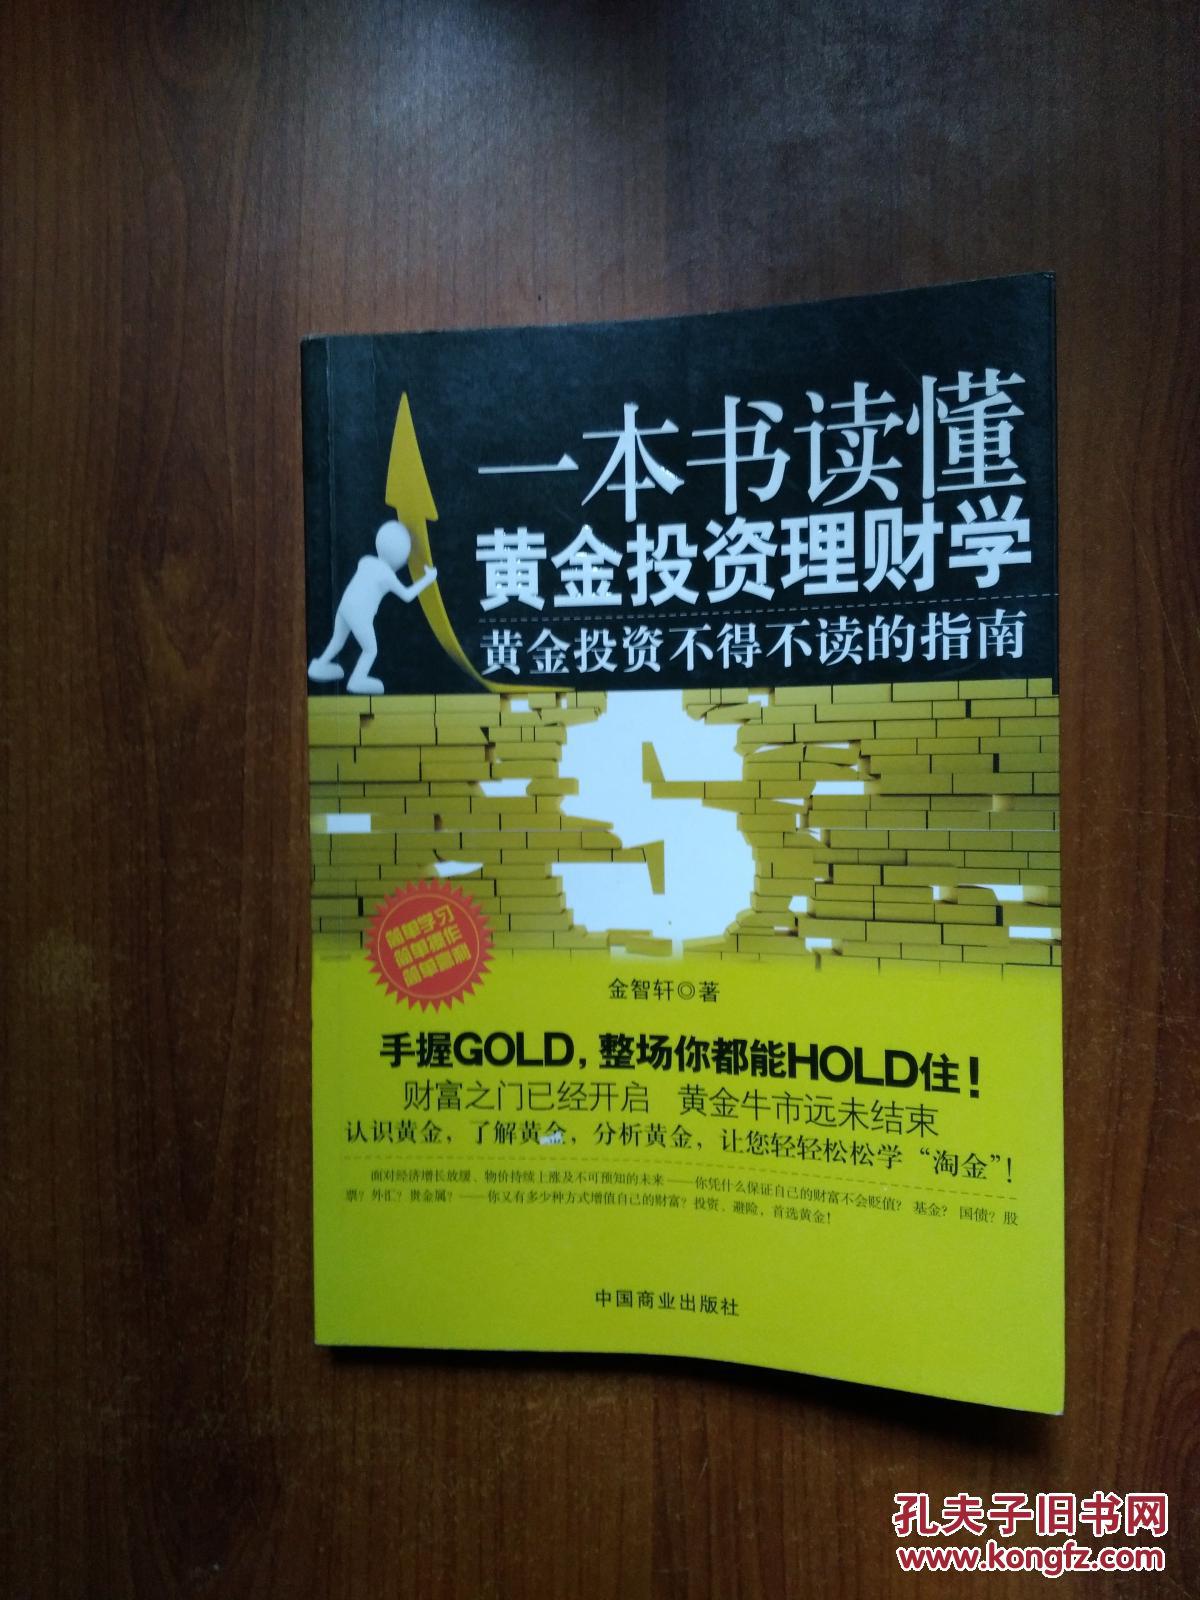 一本书读懂
黄金投资理财学
黄金投资不得不读的指南
简单学习
简单操作
简单赢利
金智轩◎著
手握GOLD，整场你都能HOLD住！
财富之门已经开启 黄金牛市远未结束
认识黄金，了解黄金，分析黄金，让您轻轻松松学“淘金”！
面对经济增长放缓、物价持续上涨及不可预知的未来——你凭什么保证自己的财富不会贬值？基金？国债？股
票？外汇？贵金属？——你又有多少种方式增值自己的财富？投资、避险，首选黄金！
中国商业出版社
孔夫子旧书网
www.kongfz.com